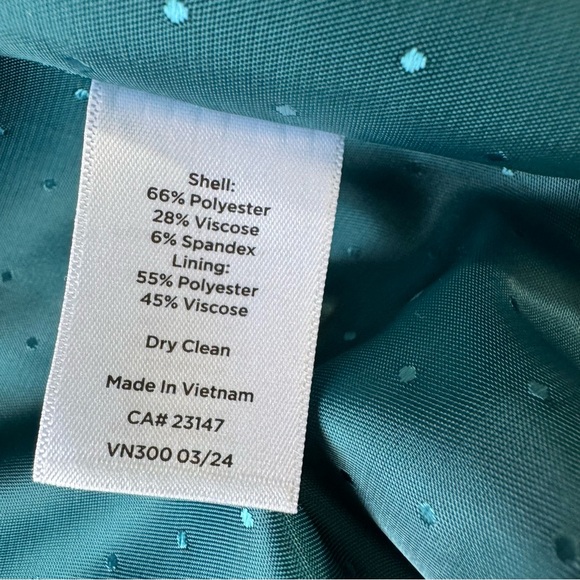 Shell:
66% Polyester
28% Viscose
6% Spandex
Lining:
55% Polyester
45% Viscose
Dry Clean
Made In Vietnam
CA# 23147
VN300 03/24